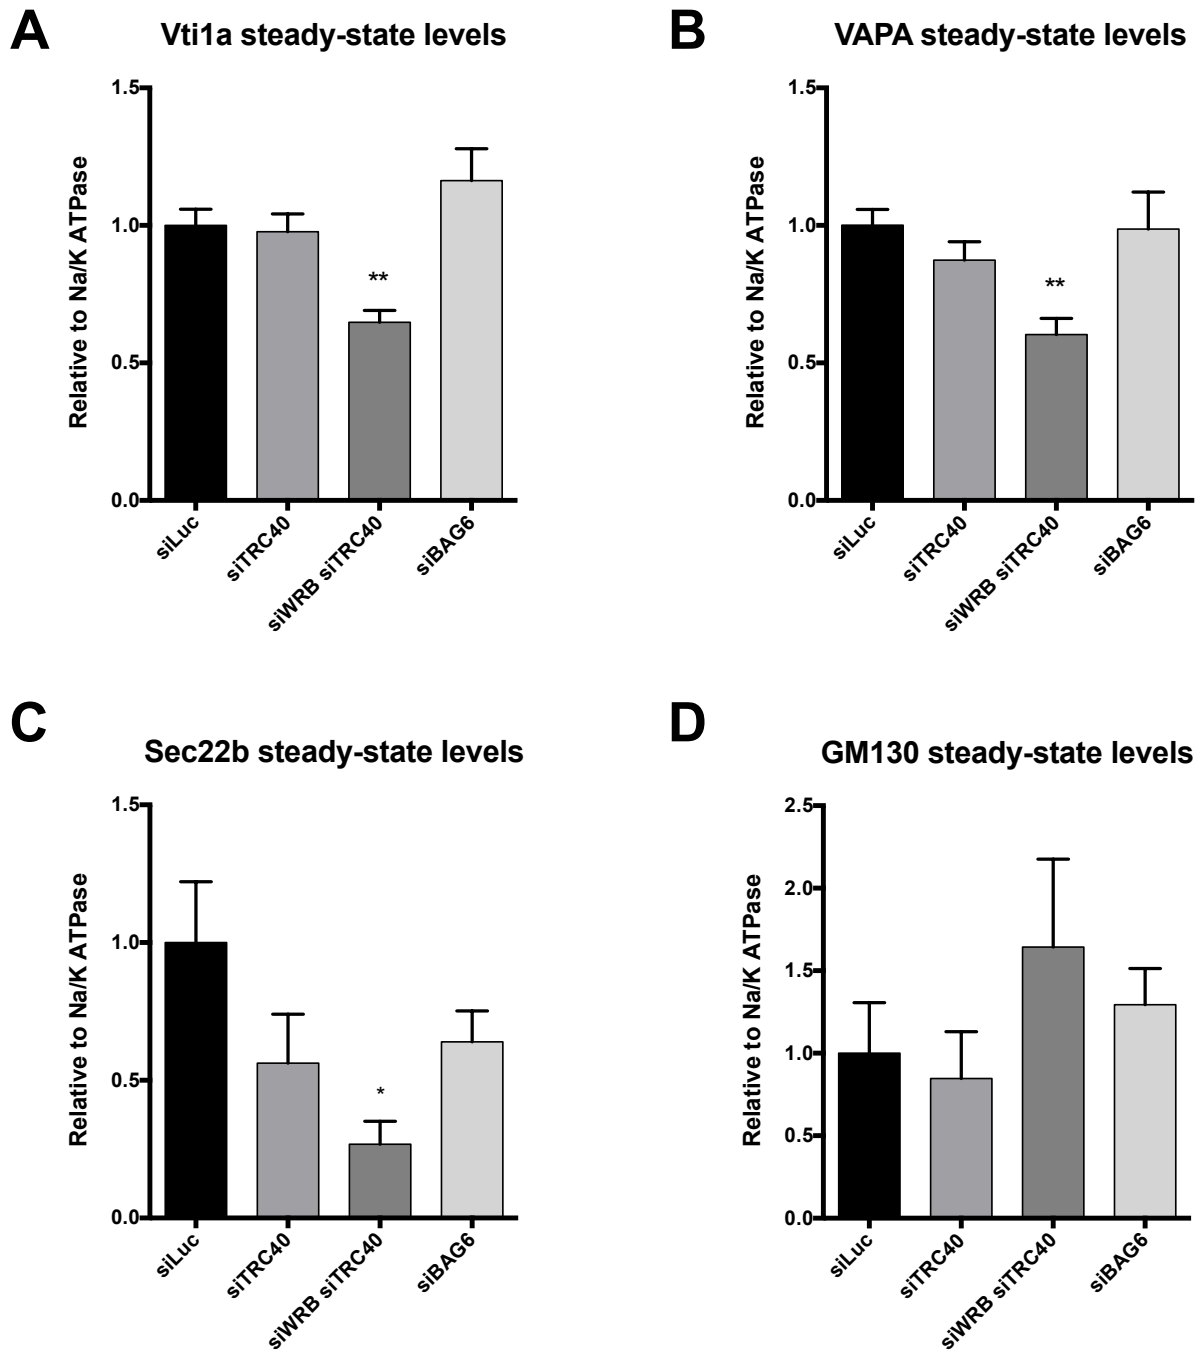 A
Vti1a steady-state levels
Relative to Na/K ATPase
1.5
1.0
0.5
0.0
**
siLuc
siTRC40
siWRB siTRC40
siBAG6
B
VAPA steady-state levels
Relative to Na/K ATPase
1.5
1.0
0.5
0.0
**
siLuc
siTRC40
siWRB siTRC40
siBAG6
C
Sec22b steady-state levels
Relative to Na/K ATPase
1.5
1.0
0.5
0.0
*
siLuc
siTRC40
siWRB siTRC40
siBAG6
D
GM130 steady-state levels
Relative to Na/K ATPase
2.5
2.0
1.5
1.0
0.5
0.0
siLuc
siTRC40
siWRB siTRC40
siBAG6